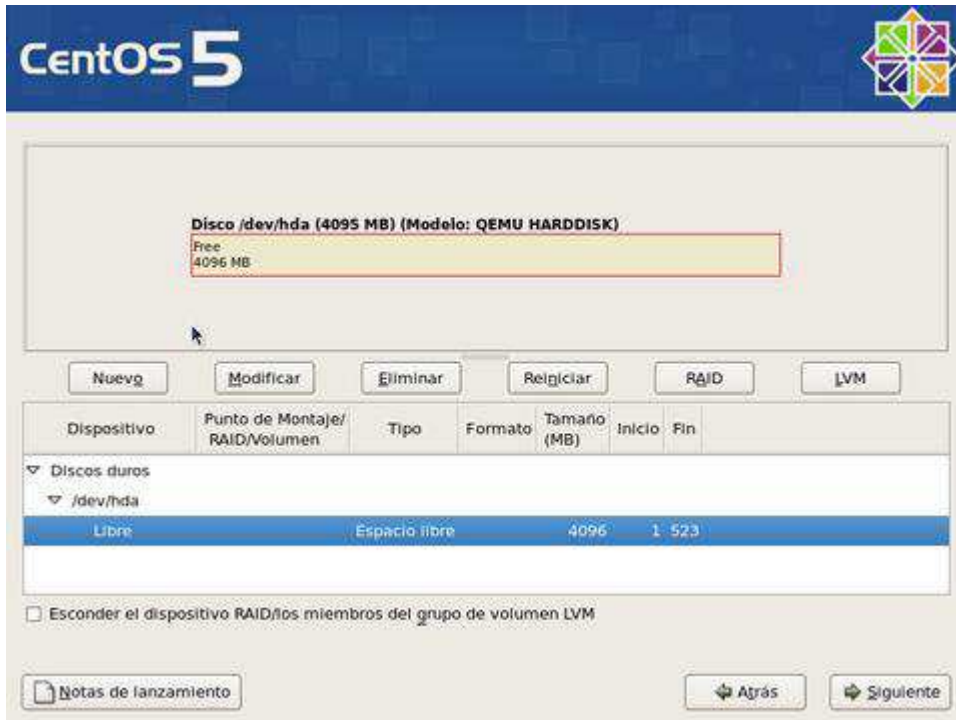 CentOS 5
Disco /dev/hda (4095 MB) (Modelo: QEMU HARDDISK)
Free
4096 MB
Nuevo
Modificar
Eliminar
Reiniciar
RAID
LVM
Dispositivo
Punto de Montaje/
RAID/Volumen
Tipo
Formato
Tamaño
(MB)
Inicio
Fin
Discos duros
/dev/hda
Libre Espacio libre 4096 1 523
Esconder el dispositivo RAID/los miembros del grupo de volumen LVM
Notas de lanzamiento
Atrás
Siguiente